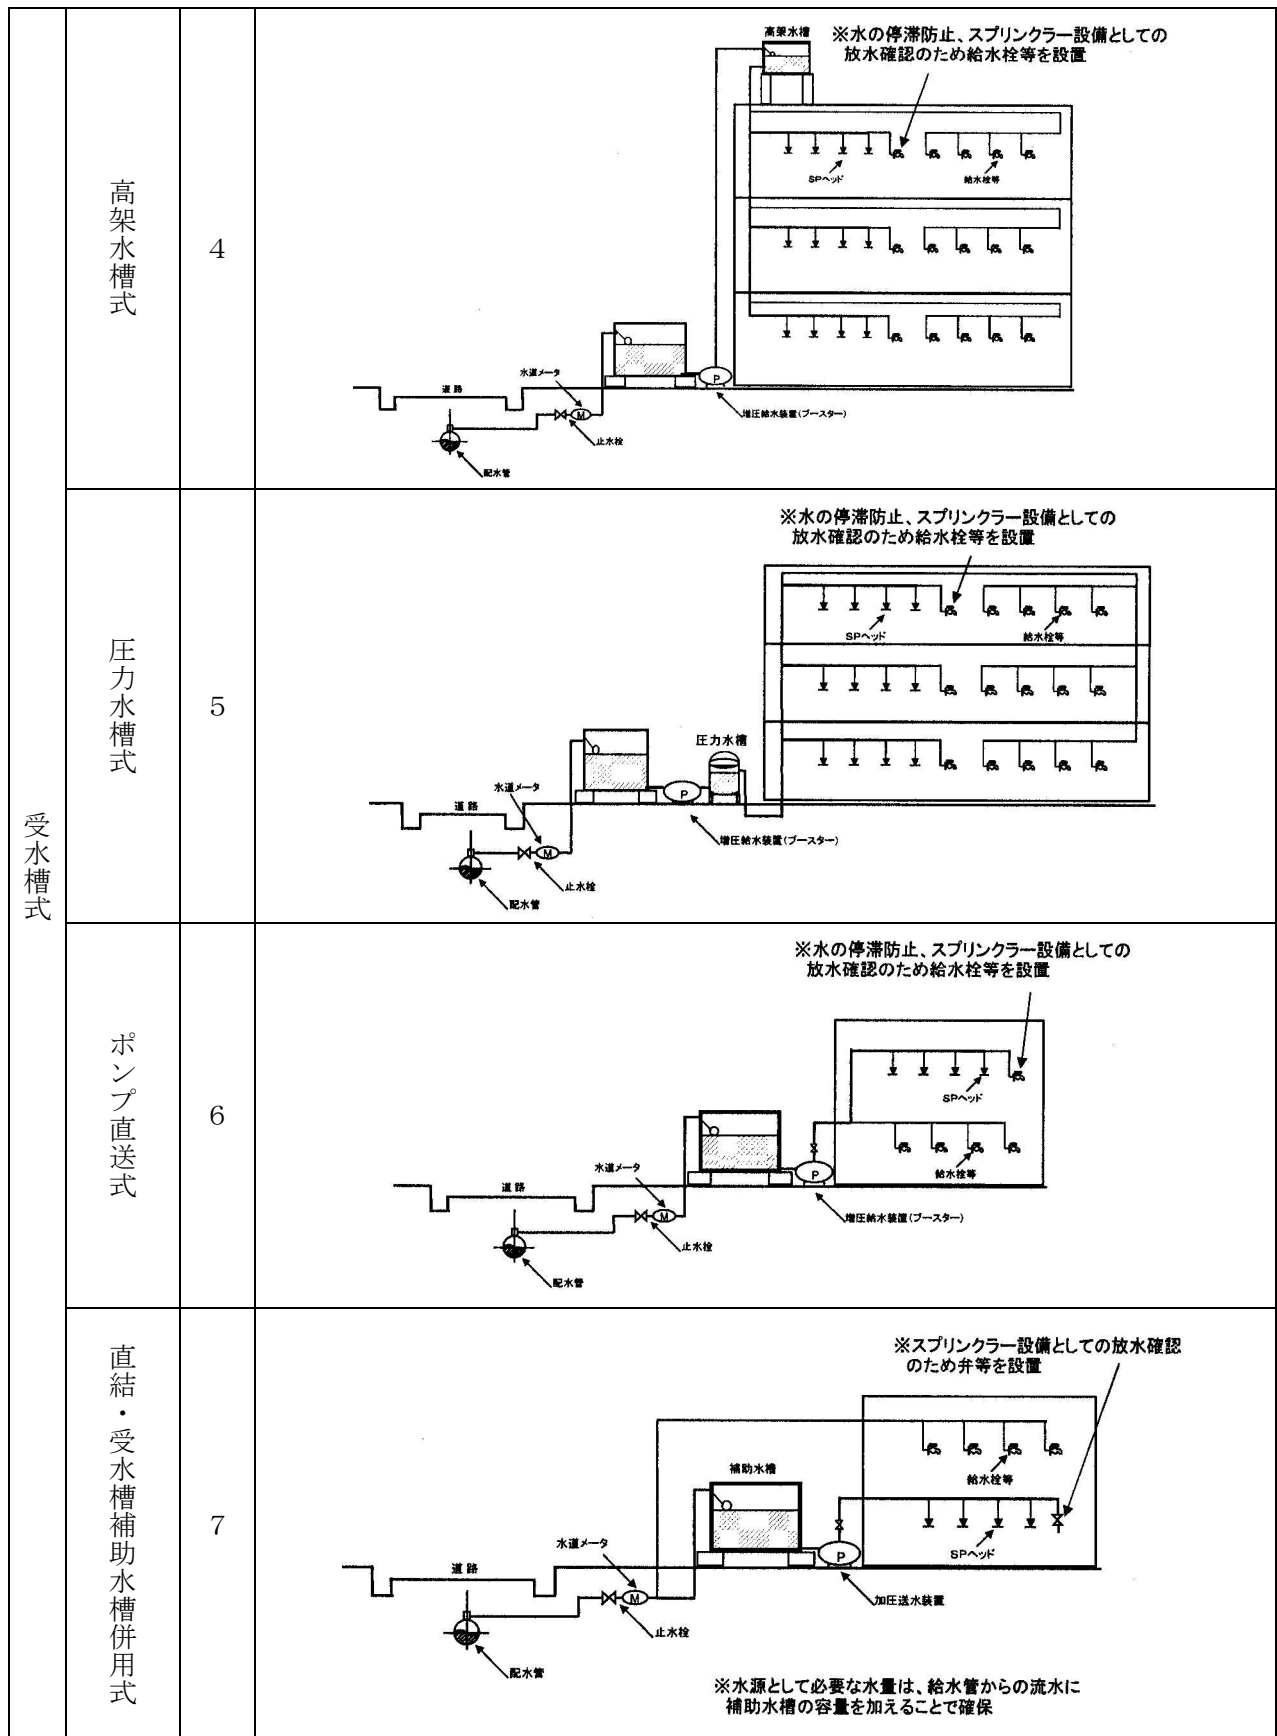 受水槽式
高架水槽式
4
高架水槽
※水の停滞防止、スプリンクラー設備としての
放水確認のため給水栓等を設置
SPヘッド
給水栓等
水道メータ
道路
P
M
増圧給水装置(ブースター)
止水栓
配水管
圧力水槽式
5
※水の停滞防止、スプリンクラー設備としての
放水確認のため給水栓等を設置
SPヘッド
給水栓等
圧力水槽
水道メータ
P
道路
増圧給水装置(ブースター)
M
止水栓
配水管
ポンプ直送式
6
※水の停滞防止、スプリンクラー設備としての
放水確認のため給水栓等を設置
SPヘッド
水道メータ
P
給水栓等
道路
M
増圧給水装置(ブースター)
止水栓
配水管
直結・受水槽補助水槽併用式
7
※スプリンクラー設備としての放水確認
のため弁等を設置
補助水槽
給水栓等
水道メータ
P
SPヘッド
道路
M
加圧送水装置
止水栓
配水管
※水源として必要な水量は、給水管からの流水に
補助水槽の容量を加えることで確保